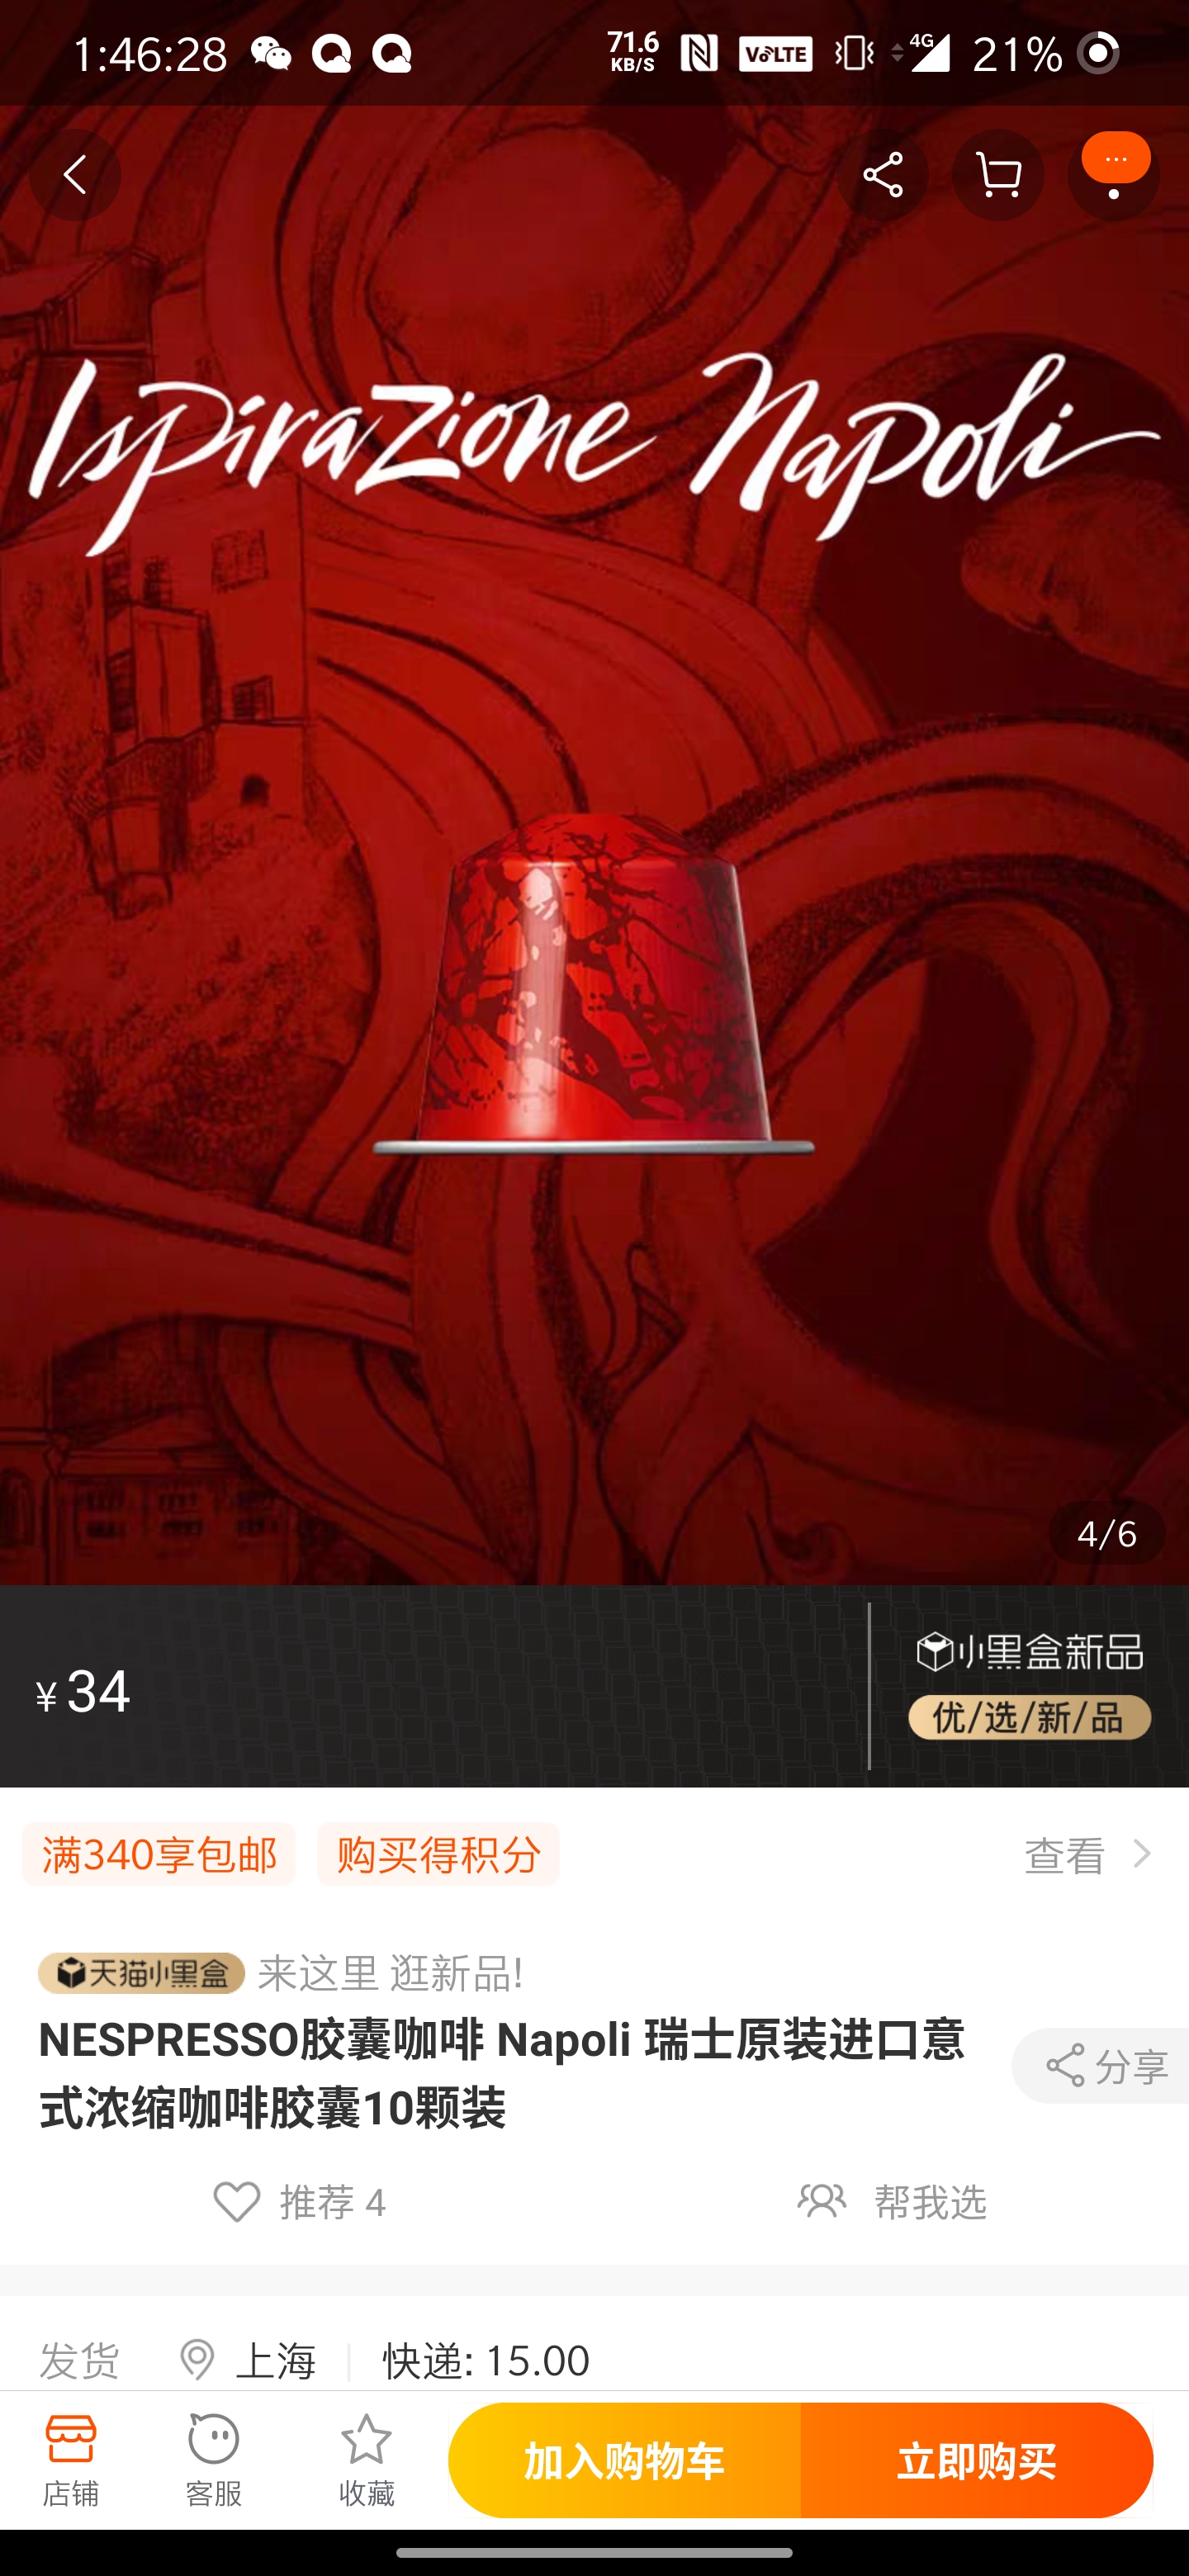 1:46:28
71.6
KB/S
VoLTE
4G
21%
Ispirazione Napoli
4/6
¥34
小黑盒新品
优/选/新/品
满340享包邮
购买得积分
查看
天猫小黑盒
来这里 逛新品!
NESPRESSO胶囊咖啡 Napoli 瑞士原装进口意
式浓缩咖啡胶囊10颗装
分享
推荐 4
帮我选
发货
上海
快递: 15.00
店铺
客服
收藏
加入购物车
立即购买